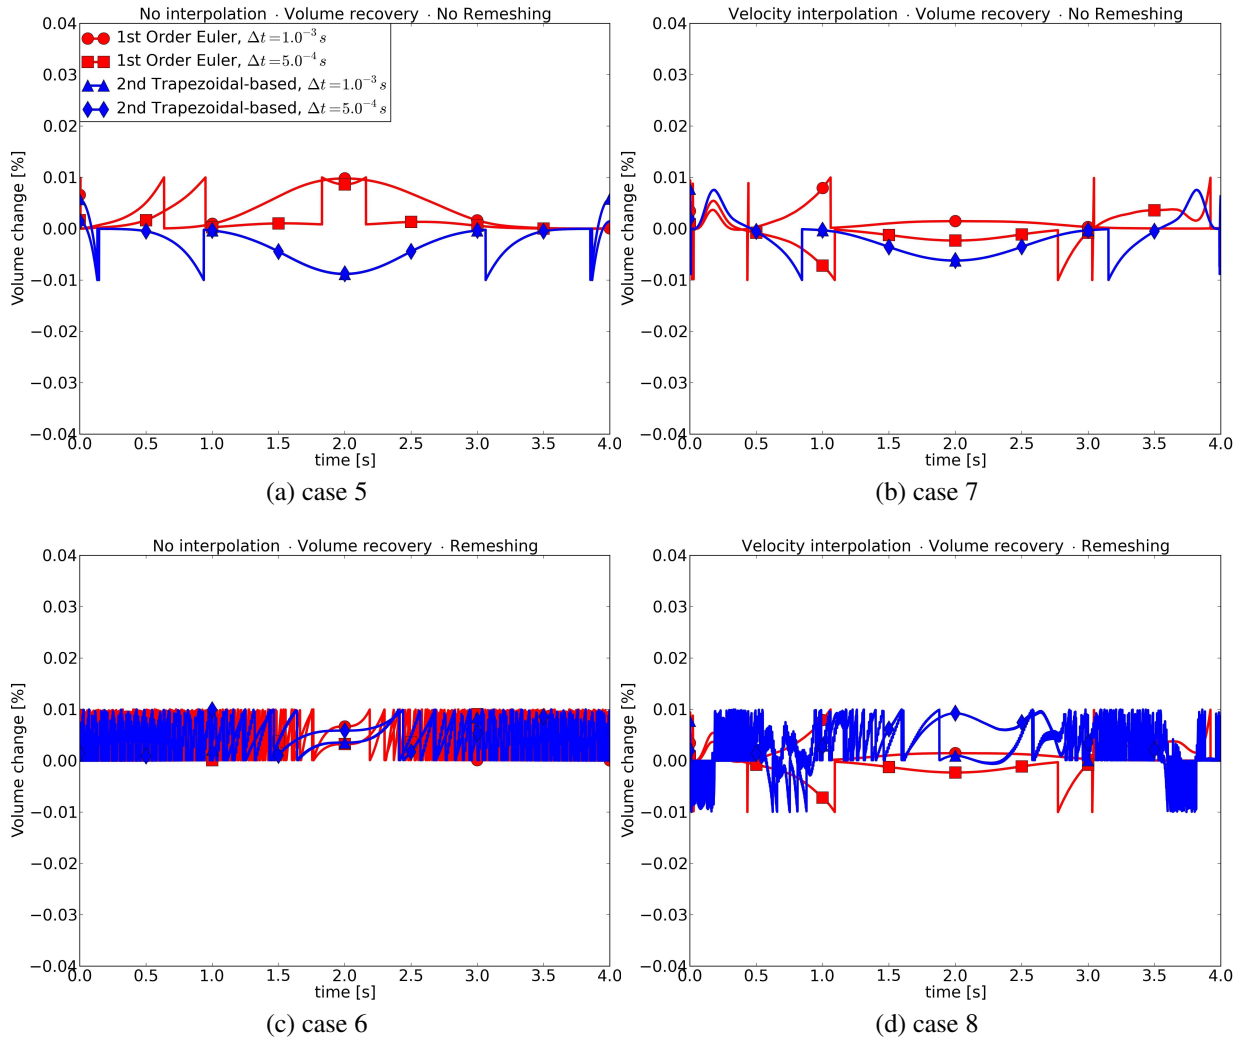 No interpolation · Volume recovery · No Remeshing
0.04
0.03
0.02
0.01
0.00
−0.01
−0.02
−0.03
−0.04
Volume change [%]
1st Order Euler, Δt=1.0⁻³ s
1st Order Euler, Δt=5.0⁻⁴ s
2nd Trapezoidal-based, Δt=1.0⁻³ s
2nd Trapezoidal-based, Δt=5.0⁻⁴ s
0.0 0.5 1.0 1.5 2.0 2.5 3.0 3.5 4.0
time [s]
(a) case 5
Velocity interpolation · Volume recovery · No Remeshing
0.04
0.03
0.02
0.01
0.00
−0.01
−0.02
−0.03
−0.04
Volume change [%]
0.0 0.5 1.0 1.5 2.0 2.5 3.0 3.5 4.0
time [s]
(b) case 7
No interpolation · Volume recovery · Remeshing
0.04
0.03
0.02
0.01
0.00
−0.01
−0.02
−0.03
−0.04
Volume change [%]
0.0 0.5 1.0 1.5 2.0 2.5 3.0 3.5 4.0
time [s]
(c) case 6
Velocity interpolation · Volume recovery · Remeshing
0.04
0.03
0.02
0.01
0.00
−0.01
−0.02
−0.03
−0.04
Volume change [%]
0.0 0.5 1.0 1.5 2.0 2.5 3.0 3.5 4.0
time [s]
(d) case 8